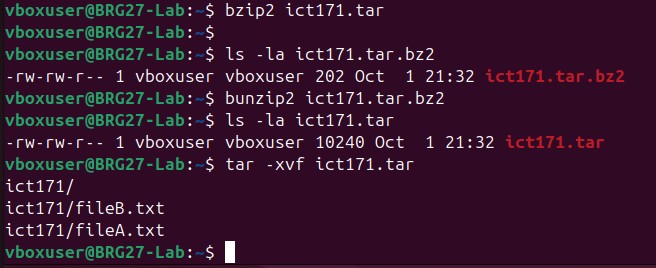 vboxuser@BRG27-Lab:~$ bzip2 ict171.tar
vboxuser@BRG27-Lab:~$
vboxuser@BRG27-Lab:~$ ls -la ict171.tar.bz2
-rw-rw-r-- 1 vboxuser vboxuser 202 Oct  1 21:32 ict171.tar.bz2
vboxuser@BRG27-Lab:~$ bunzip2 ict171.tar.bz2
vboxuser@BRG27-Lab:~$ ls -la ict171.tar
-rw-rw-r-- 1 vboxuser vboxuser 10240 Oct  1 21:32 ict171.tar
vboxuser@BRG27-Lab:~$ tar -xvf ict171.tar
ict171/
ict171/fileB.txt
ict171/fileA.txt
vboxuser@BRG27-Lab:~$